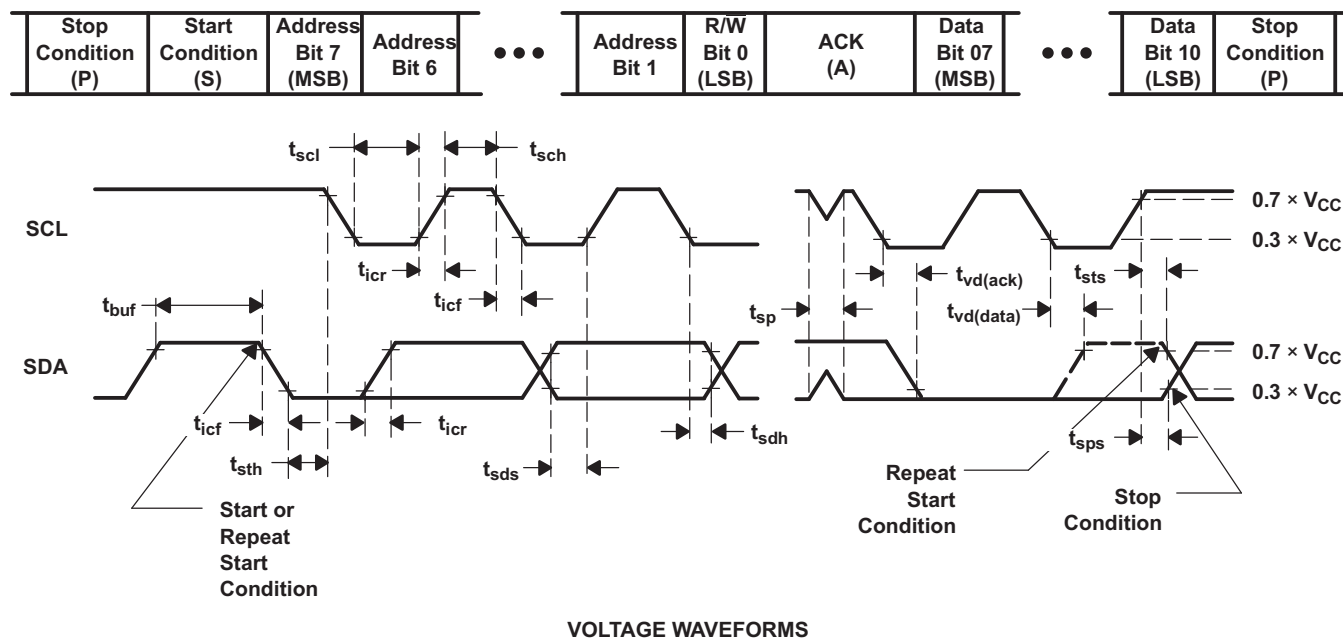 Stop Condition (P)
Start Condition (S)
Address Bit 7 (MSB)
Address Bit 6
•••
Address Bit 1
R/W Bit 0 (LSB)
ACK (A)
Data Bit 07 (MSB)
•••
Data Bit 10 (LSB)
Stop Condition (P)
tscl
tsch
SCL
0.7 × VCC
0.3 × VCC
ticr
ticf
tbuf
tsp
tvd(ack)
tvd(data)
tsts
SDA
0.7 × VCC
0.3 × VCC
ticf
ticr
tsth
tsds
tsdh
tsps
Start or
Repeat
Start
Condition
Repeat
Start
Condition
Stop
Condition
VOLTAGE WAVEFORMS